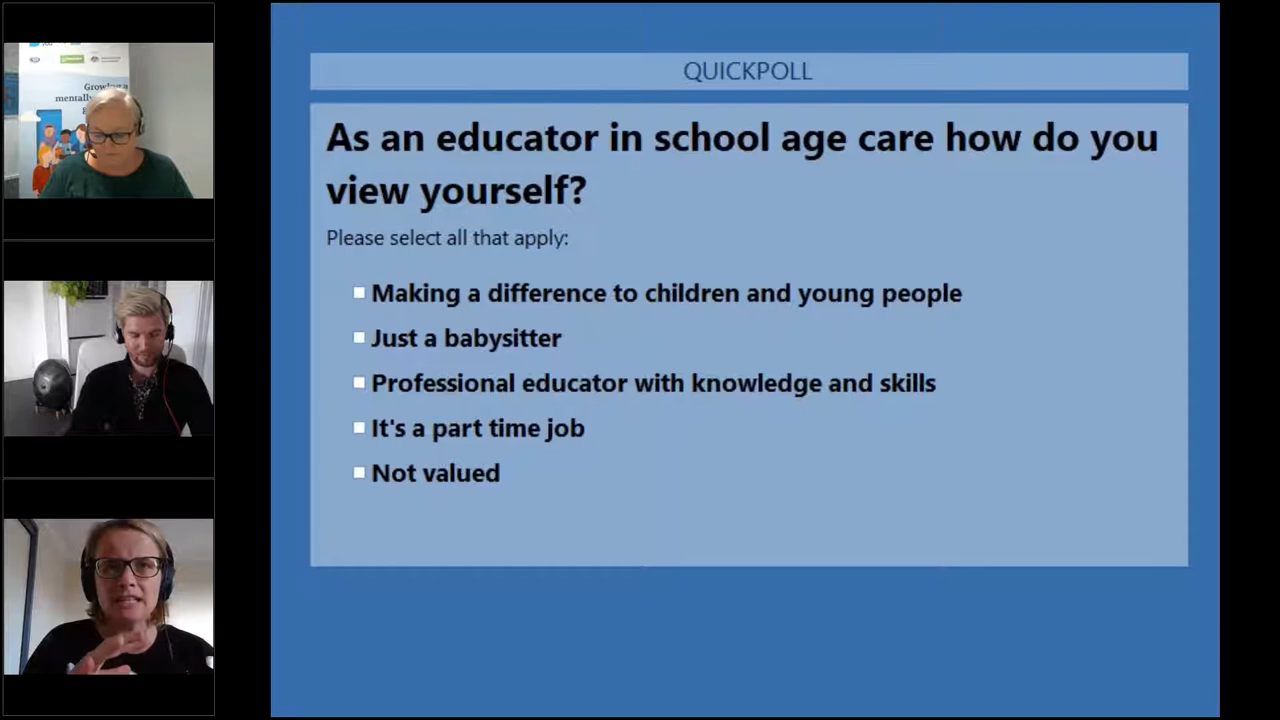 Growing a
mentally
QUICKPOLL
As an educator in school age care how do you
view yourself?
Please select all that apply:
Making a difference to children and young people
Just a babysitter
Professional educator with knowledge and skills
It's a part time job
Not valued